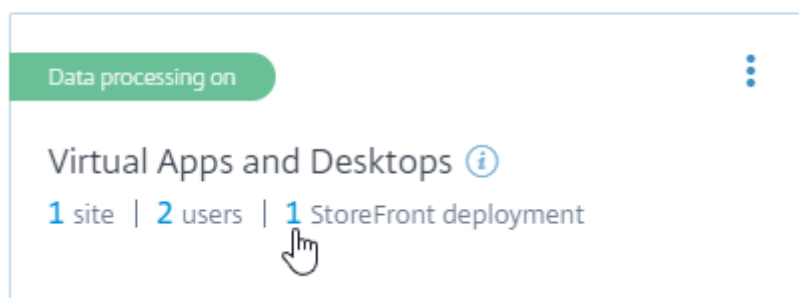 Data processing on
Virtual Apps and Desktops i
1 site | 2 users | 1 StoreFront deployment